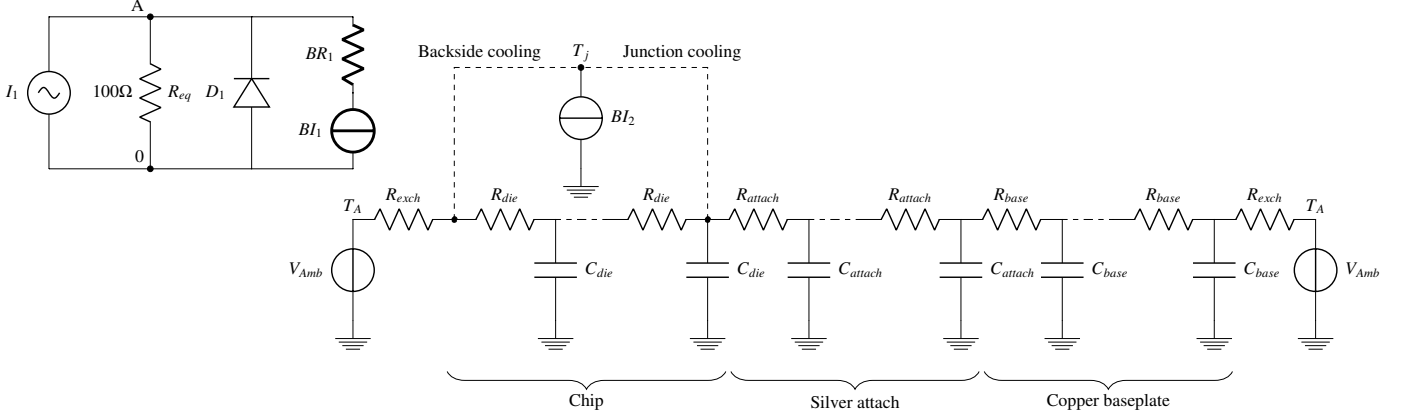 A
I1
100Ω
Req
D1
BR1
BI1
0
Backside cooling
Tj
Junction cooling
BI2
TA
Rexch
Rdie
Rdie
Rattach
Rattach
Rbase
Rbase
Rexch
TA
VAmb
Cdie
Cdie
Cattach
Cattach
Cbase
Cbase
VAmb
Chip
Silver attach
Copper baseplate